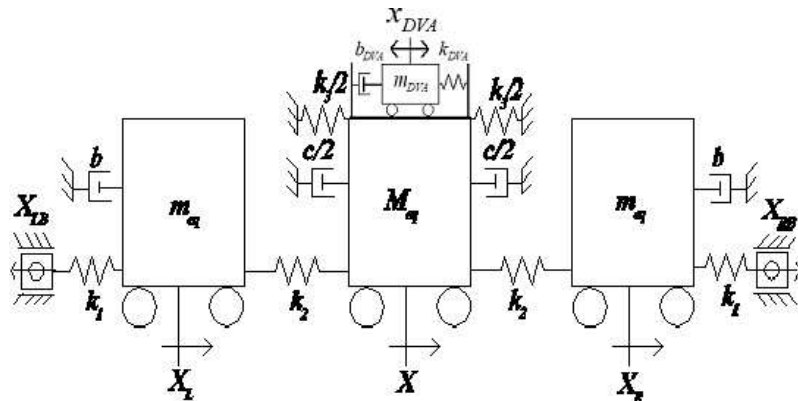 x_DVA
b_DVA k_DVA
m_DVA
k_3/2 k_3/2
b c/2 c/2 b
X_LB m_eq M_eq m_eq X_RB
k_1 k_2 k_2 k_1
X_L X X_R